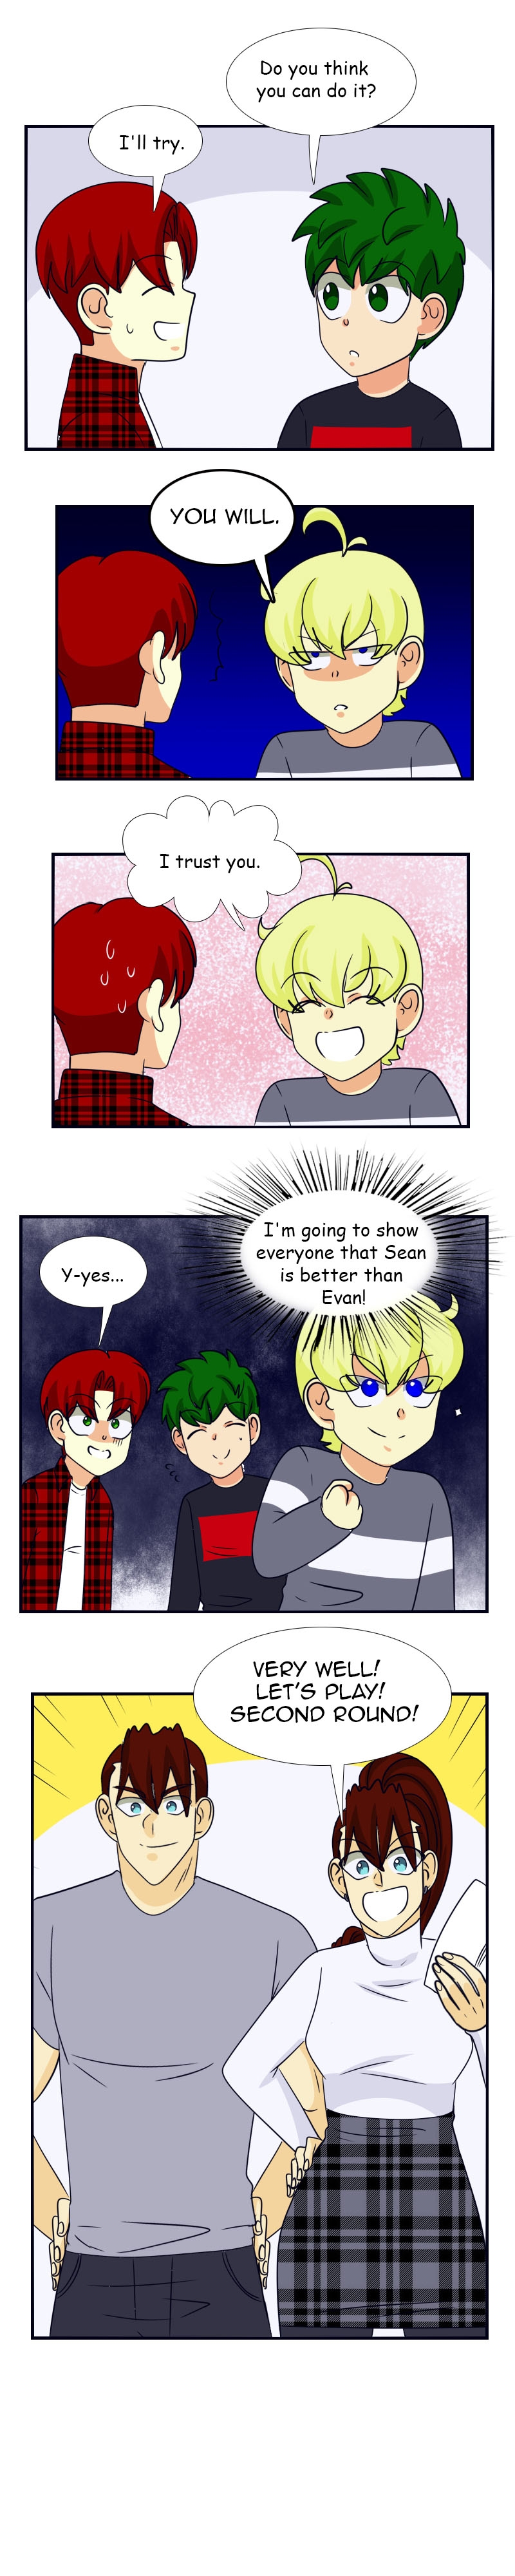 Do you think
you can do it?
I'll try.
YOU WILL.
I trust you.
I'm going to show
everyone that Sean
is better than
Evan!
Y-yes...
VERY WELL!
LET'S PLAY!
SECOND ROUND!